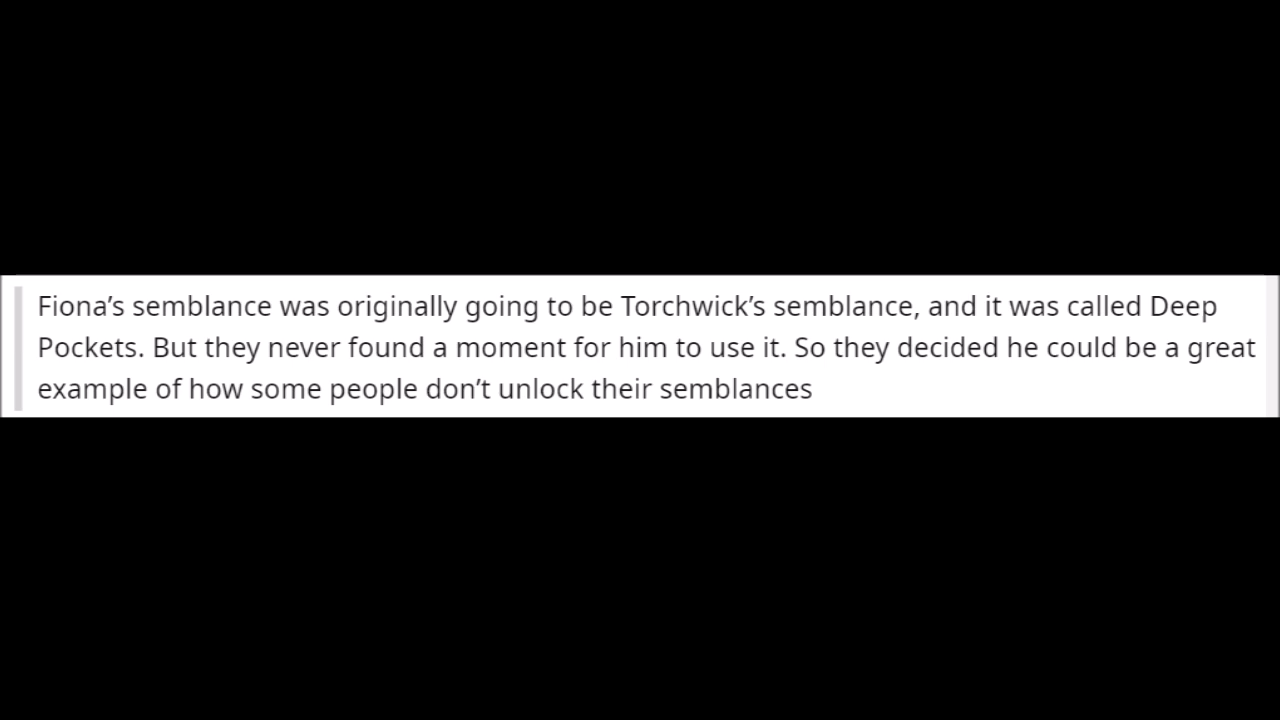 Fiona’s semblance was originally going to be Torchwick’s semblance, and it was called Deep
Pockets. But they never found a moment for him to use it. So they decided he could be a great
example of how some people don’t unlock their semblances